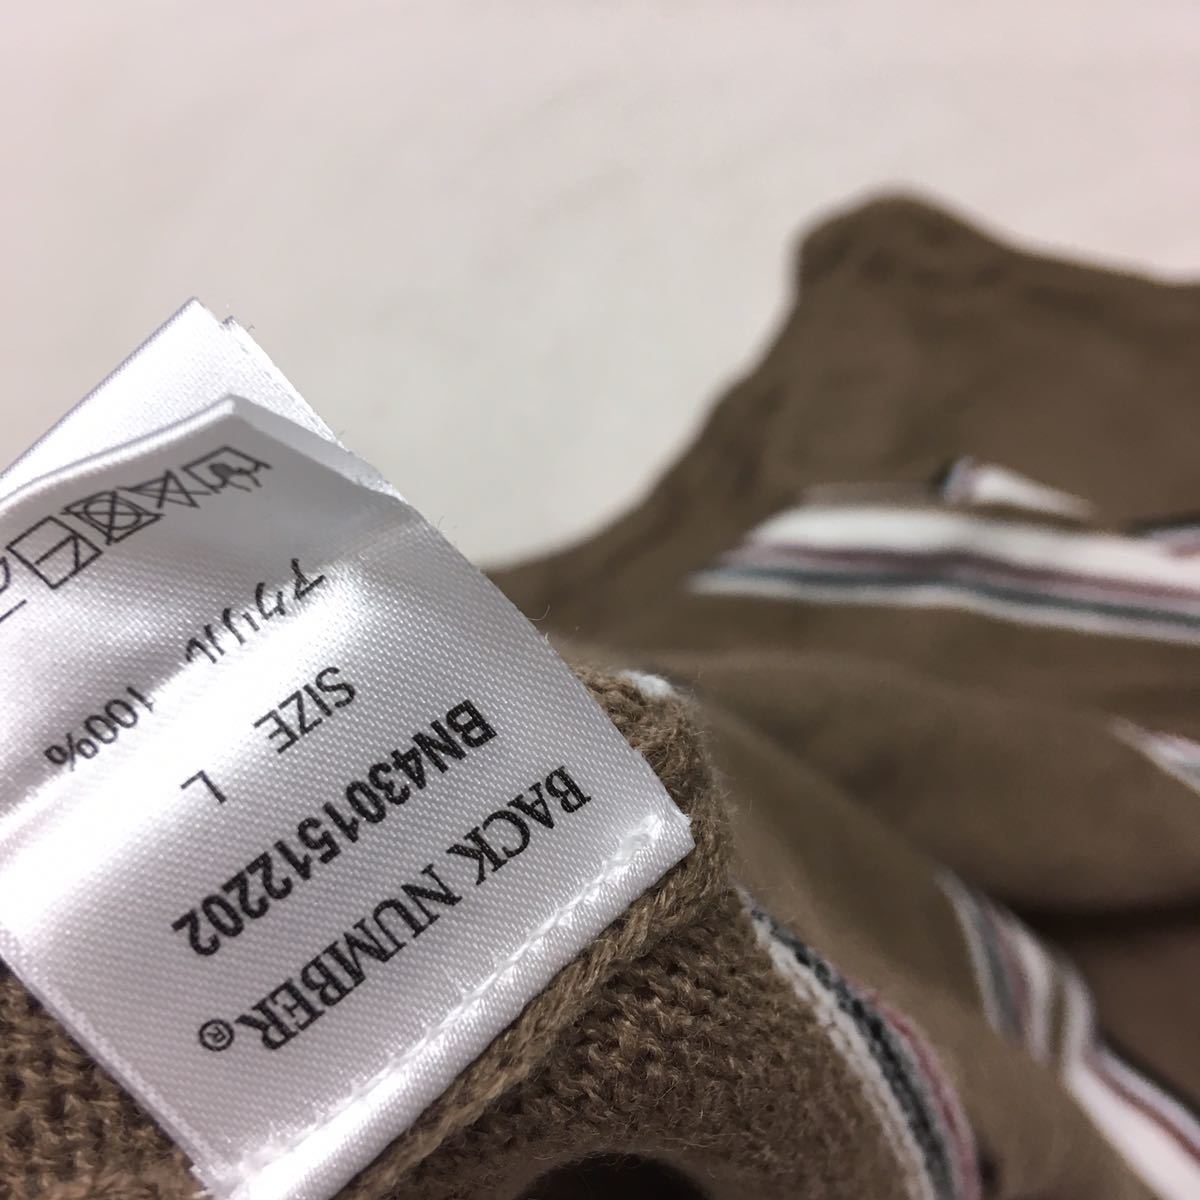 BACK NUMBER®
BN4301512202
SIZE L
アクリル 100%